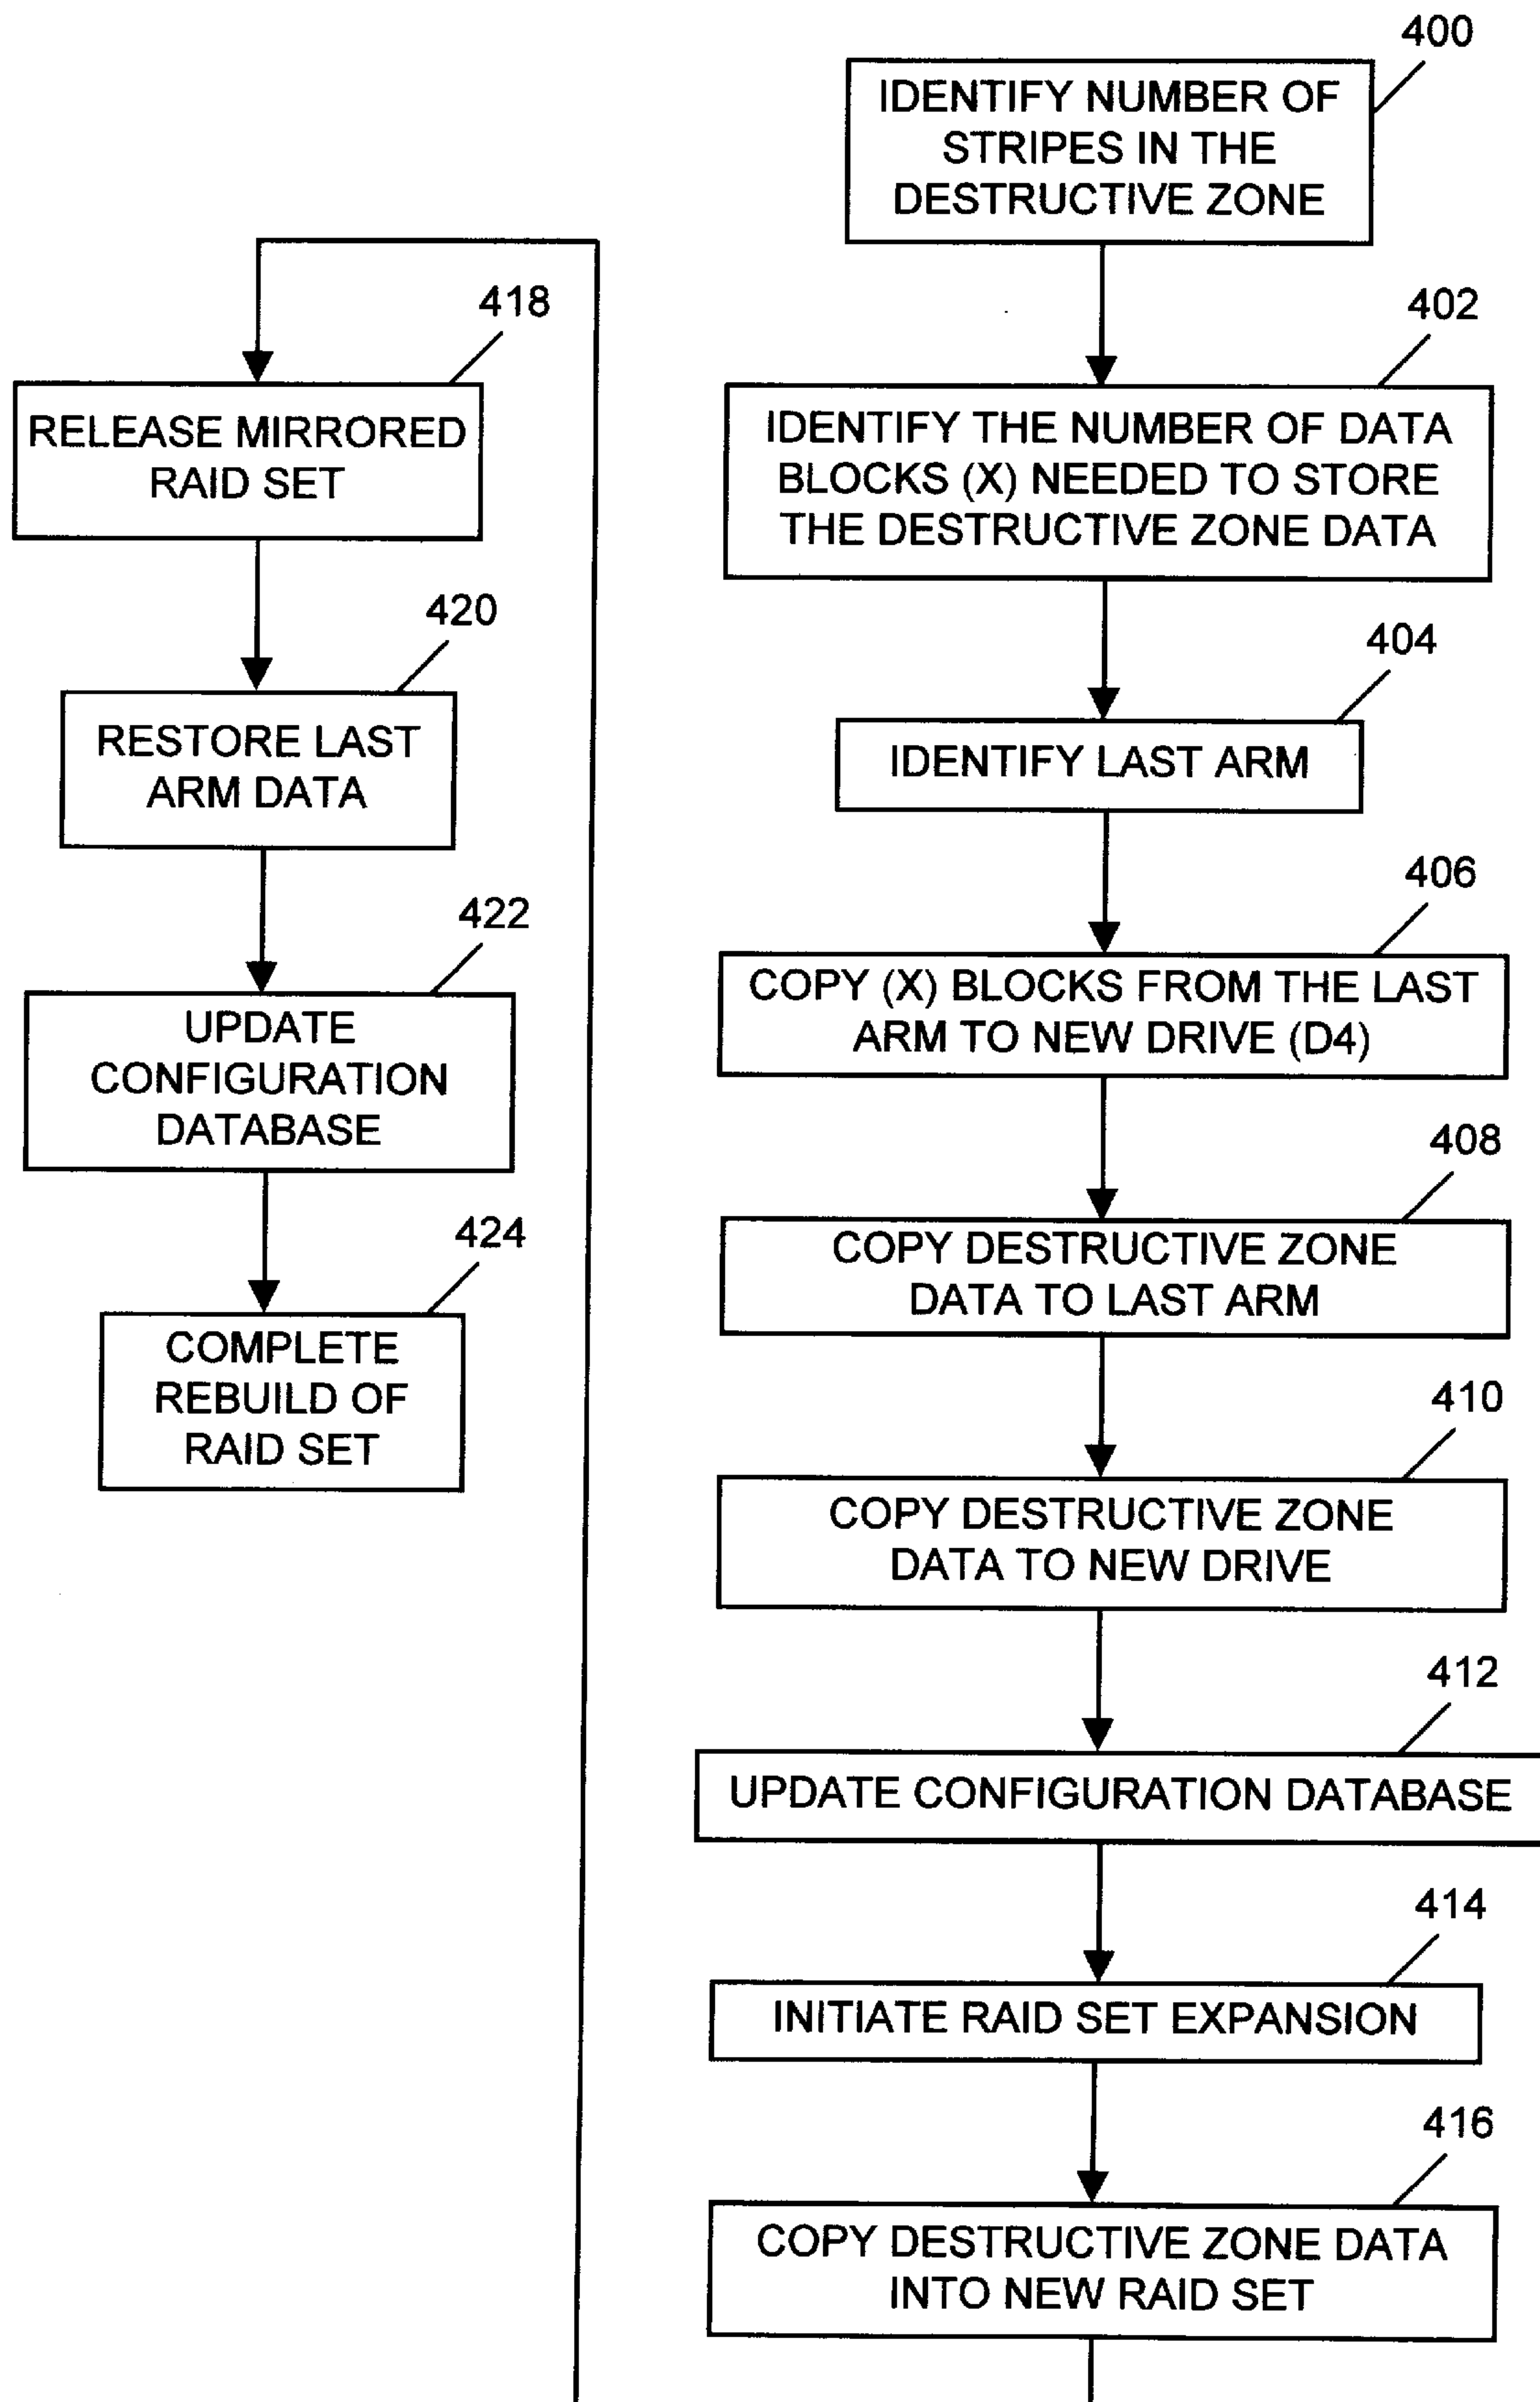 400
IDENTIFY NUMBER OF
STRIPES IN THE
DESTRUCTIVE ZONE
402
IDENTIFY THE NUMBER OF DATA
BLOCKS (X) NEEDED TO STORE
THE DESTRUCTIVE ZONE DATA
404
IDENTIFY LAST ARM
406
COPY (X) BLOCKS FROM THE LAST
ARM TO NEW DRIVE (D4)
408
COPY DESTRUCTIVE ZONE
DATA TO LAST ARM
410
COPY DESTRUCTIVE ZONE
DATA TO NEW DRIVE
412
UPDATE CONFIGURATION DATABASE
414
INITIATE RAID SET EXPANSION
416
COPY DESTRUCTIVE ZONE DATA
INTO NEW RAID SET
418
RELEASE MIRRORED
RAID SET
420
RESTORE LAST
ARM DATA
422
UPDATE
CONFIGURATION
DATABASE
424
COMPLETE
REBUILD OF
RAID SET